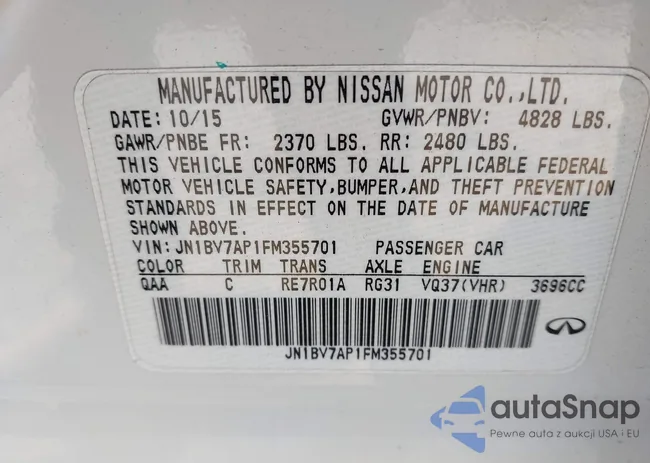 MANUFACTURED BY NISSAN MOTOR CO.,LTD.
DATE: 10/15 GVWR/PNBV: 4828 LBS.
GAWR/PNBE FR: 2370 LBS. RR: 2480 LBS.
THIS VEHICLE CONFORMS TO ALL APPLICABLE FEDERAL
MOTOR VEHICLE SAFETY,BUMPER,AND THEFT PREVENTION
STANDARDS IN EFFECT ON THE DATE OF MANUFACTURE
SHOWN ABOVE.
VIN:JN1BV7AP1FM355701 PASSENGER CAR
COLOR TRIM TRANS AXLE ENGINE
QAA C RE7R01A RG31 VQ37(VHR) 3696CC
JN1BV7AP1FM355701
autoSnap
Pewne auta z aukcji USA i EU